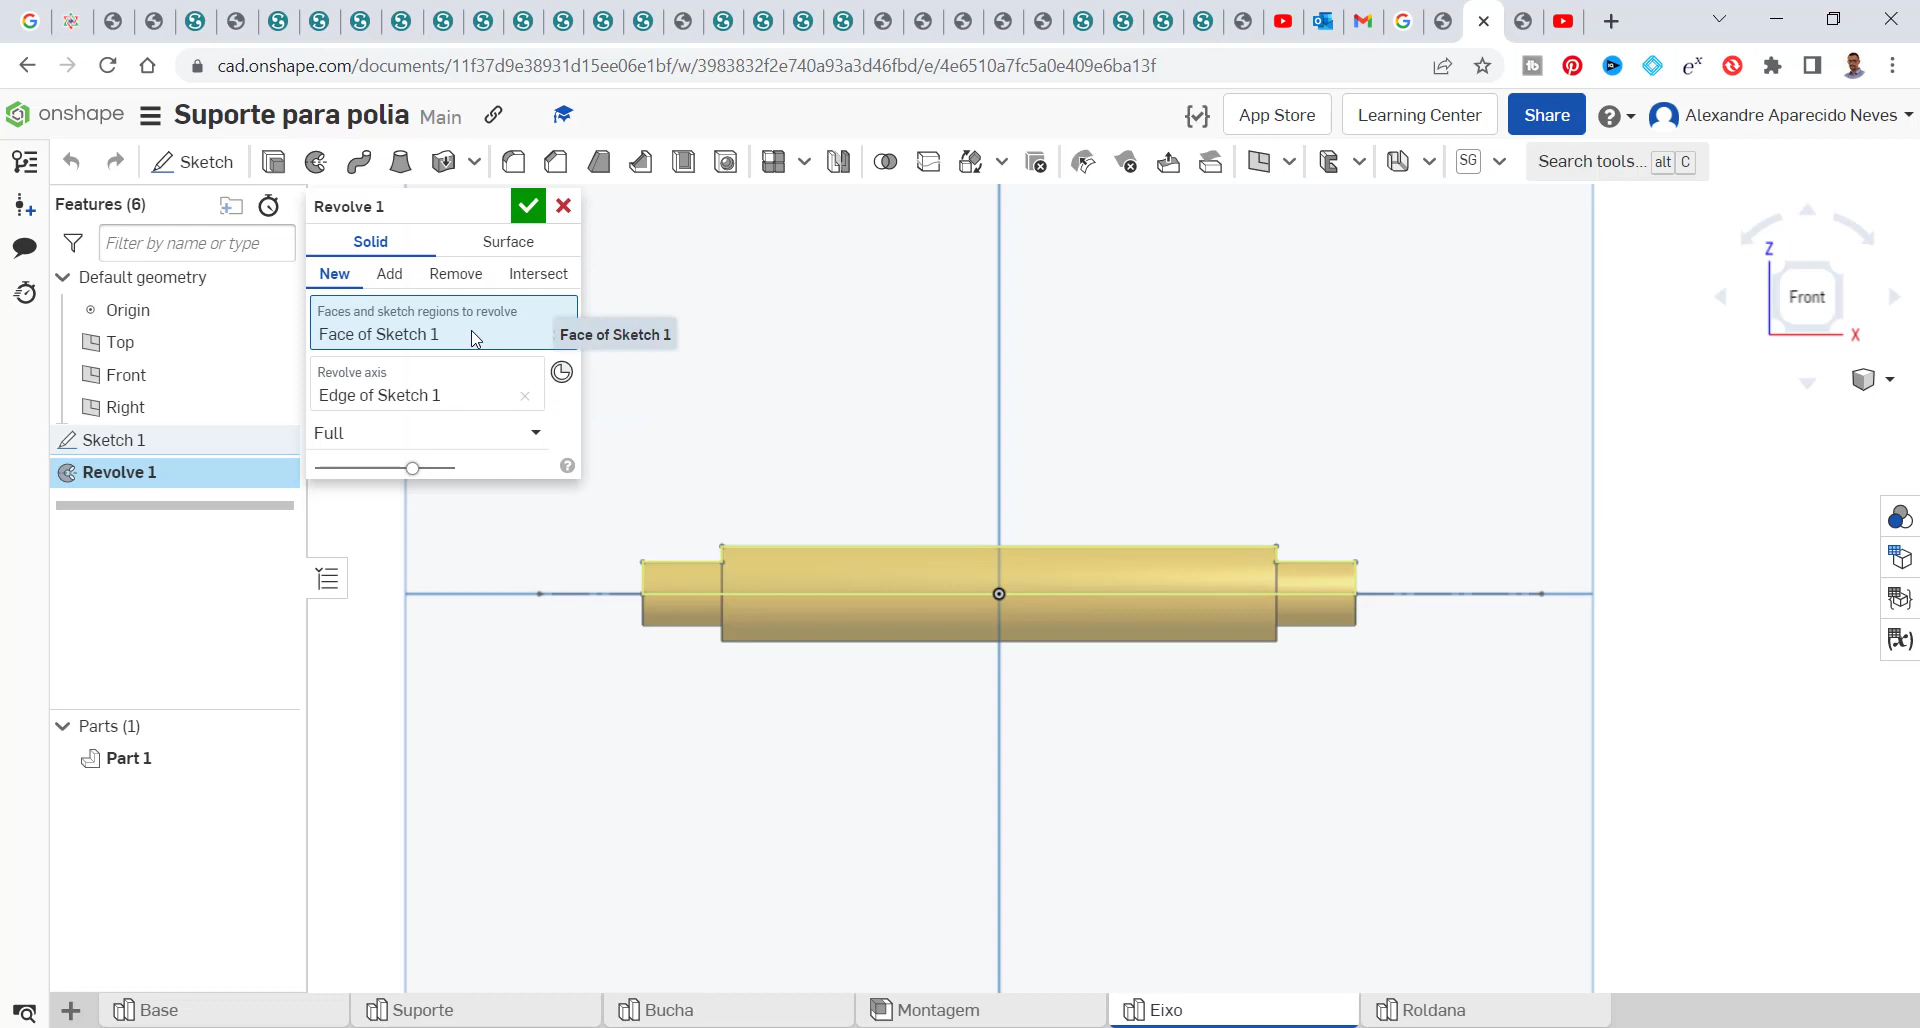 cad.onshape.com/documents/11f37d9e38931d15ee06e1bf/w/3983832f2e740a93a3d46fbd/e/4e6510a7fc5a0e409e6ba13f
onshape Suporte para polia Main App Store Learning Center Share Alexandre Aparecido Neves
Sketch SG Search tools... alt C
Features (6)
Filter by name or type
Default geometry
Origin
Top
Front
Right
Sketch 1
Revolve 1
Parts (1)
Part 1
Revolve 1
Solid Surface
New Add Remove Intersect
Faces and sketch regions to revolve
Face of Sketch 1
Face of Sketch 1
Revolve axis
Edge of Sketch 1
Full
Z
Front
X
Base Suporte Bucha Montagem Eixo Roldana